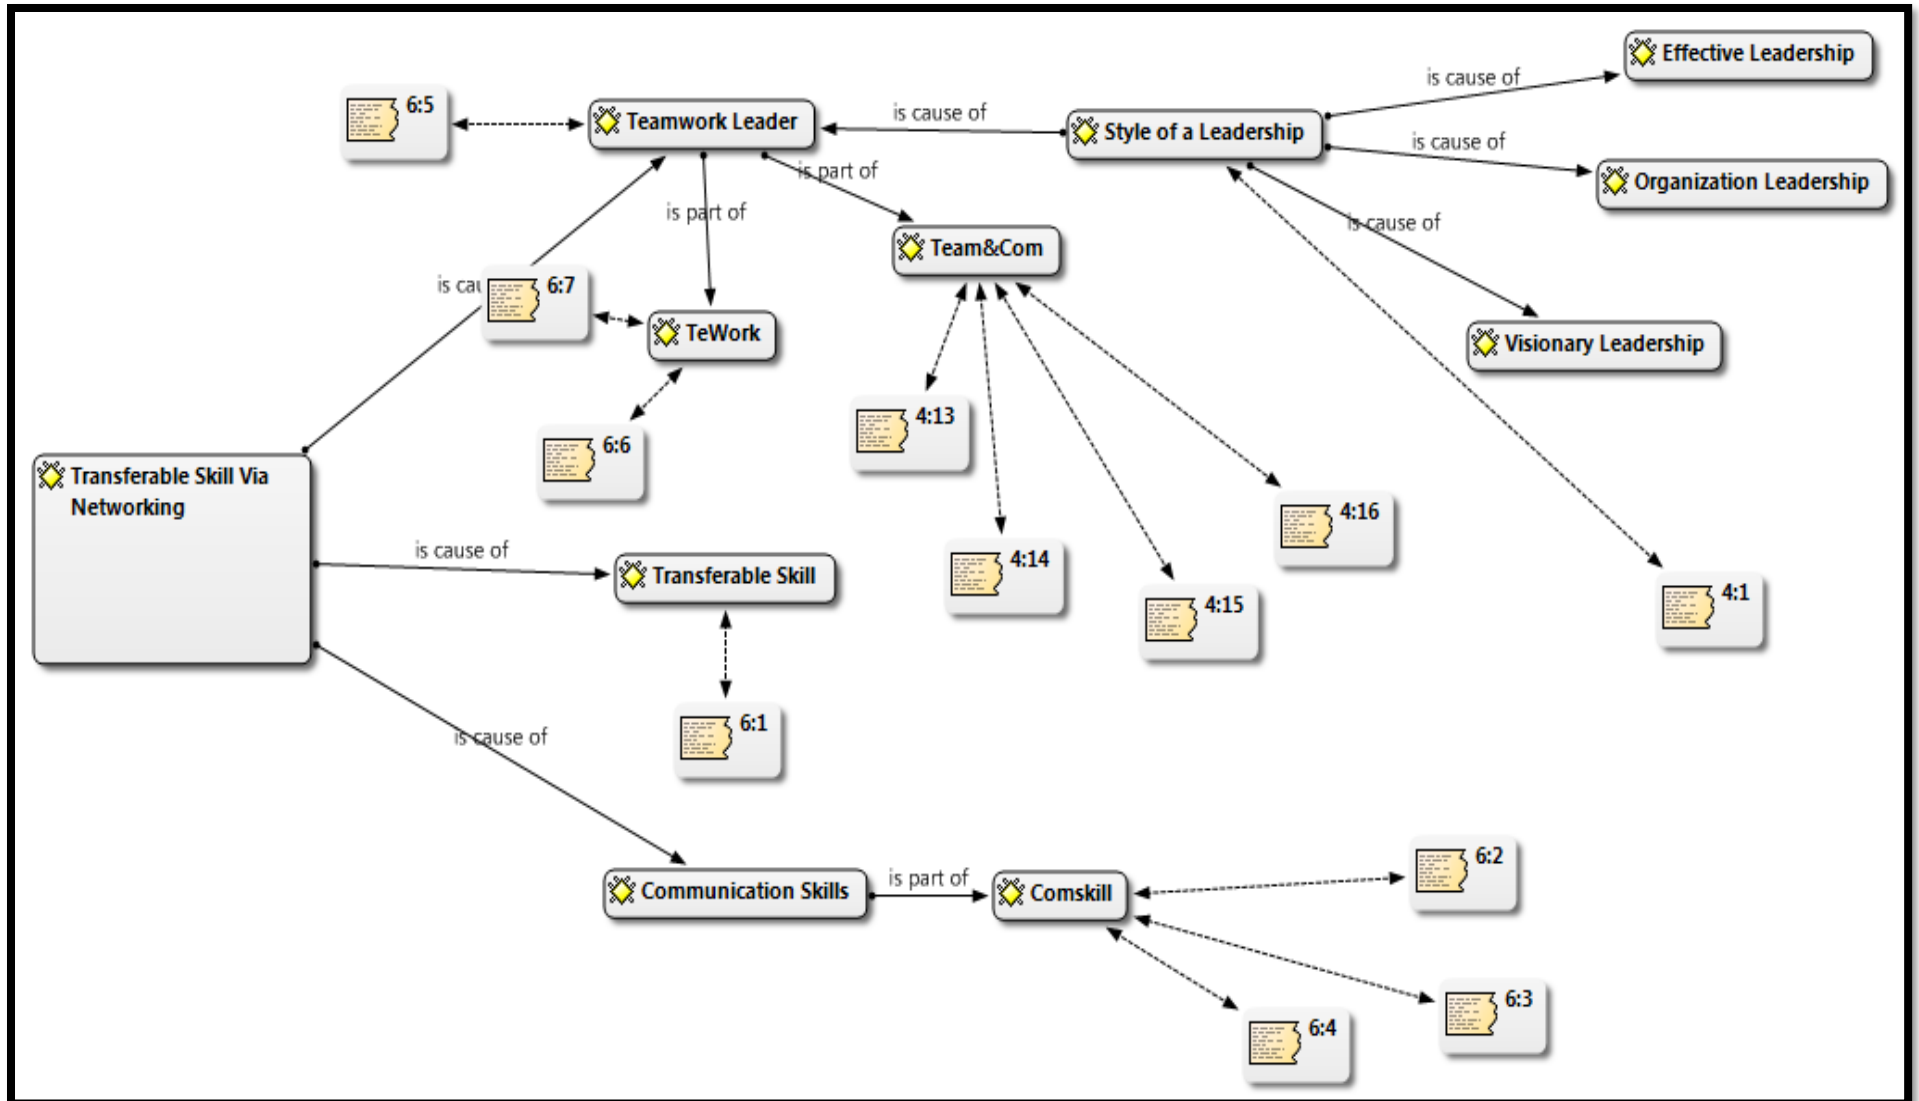 Effective Leadership
is cause of
6:5
Teamwork Leader
is cause of
Style of a Leadership
is cause of
Organization Leadership
is part of
is part of
is cause of
Team&Com
is
6:7
TeWork
Visionary Leadership
4:13
6:6
Transferable Skill Via
Networking
4:16
is cause of
Transferable Skill
4:14
4:15
4:1
6:1
is cause of
6:2
Communication Skills
is part of
Comskill
6:3
6:4